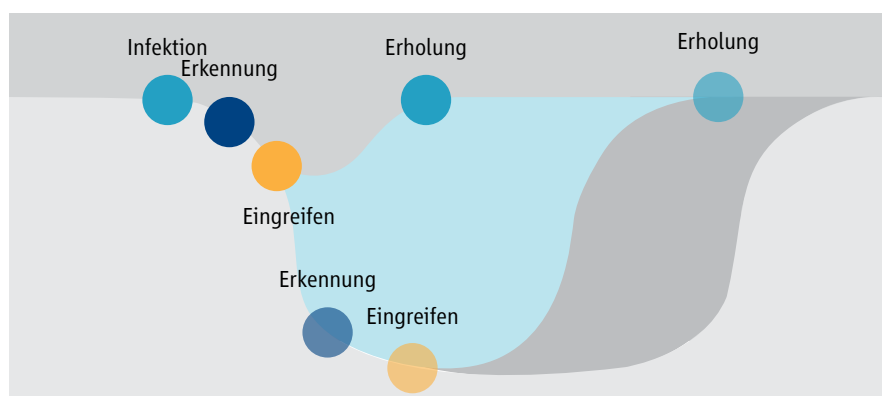 Infektion
Erkennung
Erholung
Erholung
Eingreifen
Erkennung
Eingreifen